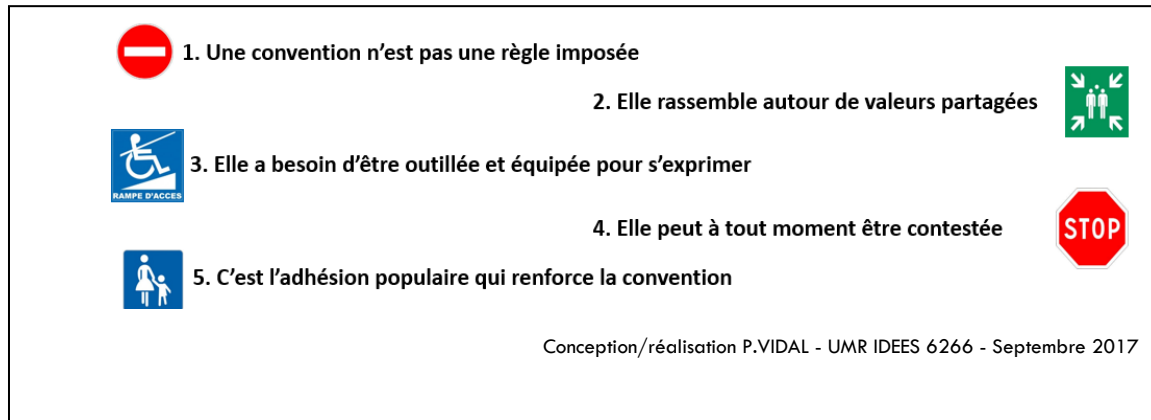 1. Une convention n'est pas une règle imposée
2. Elle rassemble autour de valeurs partagées
3. Elle a besoin d'être outillée et équipée pour s'exprimer
RAMPE D'ACCES
4. Elle peut à tout moment être contestée
STOP
5. C'est l'adhésion populaire qui renforce la convention
Conception/réalisation P.VIDAL - UMR IDEES 6266 - Septembre 2017